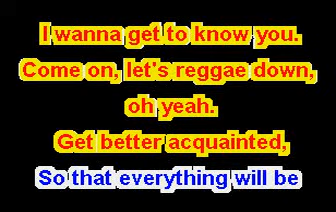 I wanna get to know you.
Come on, let's reggae down,
oh yeah.
Get better acquainted,
So that everything will be